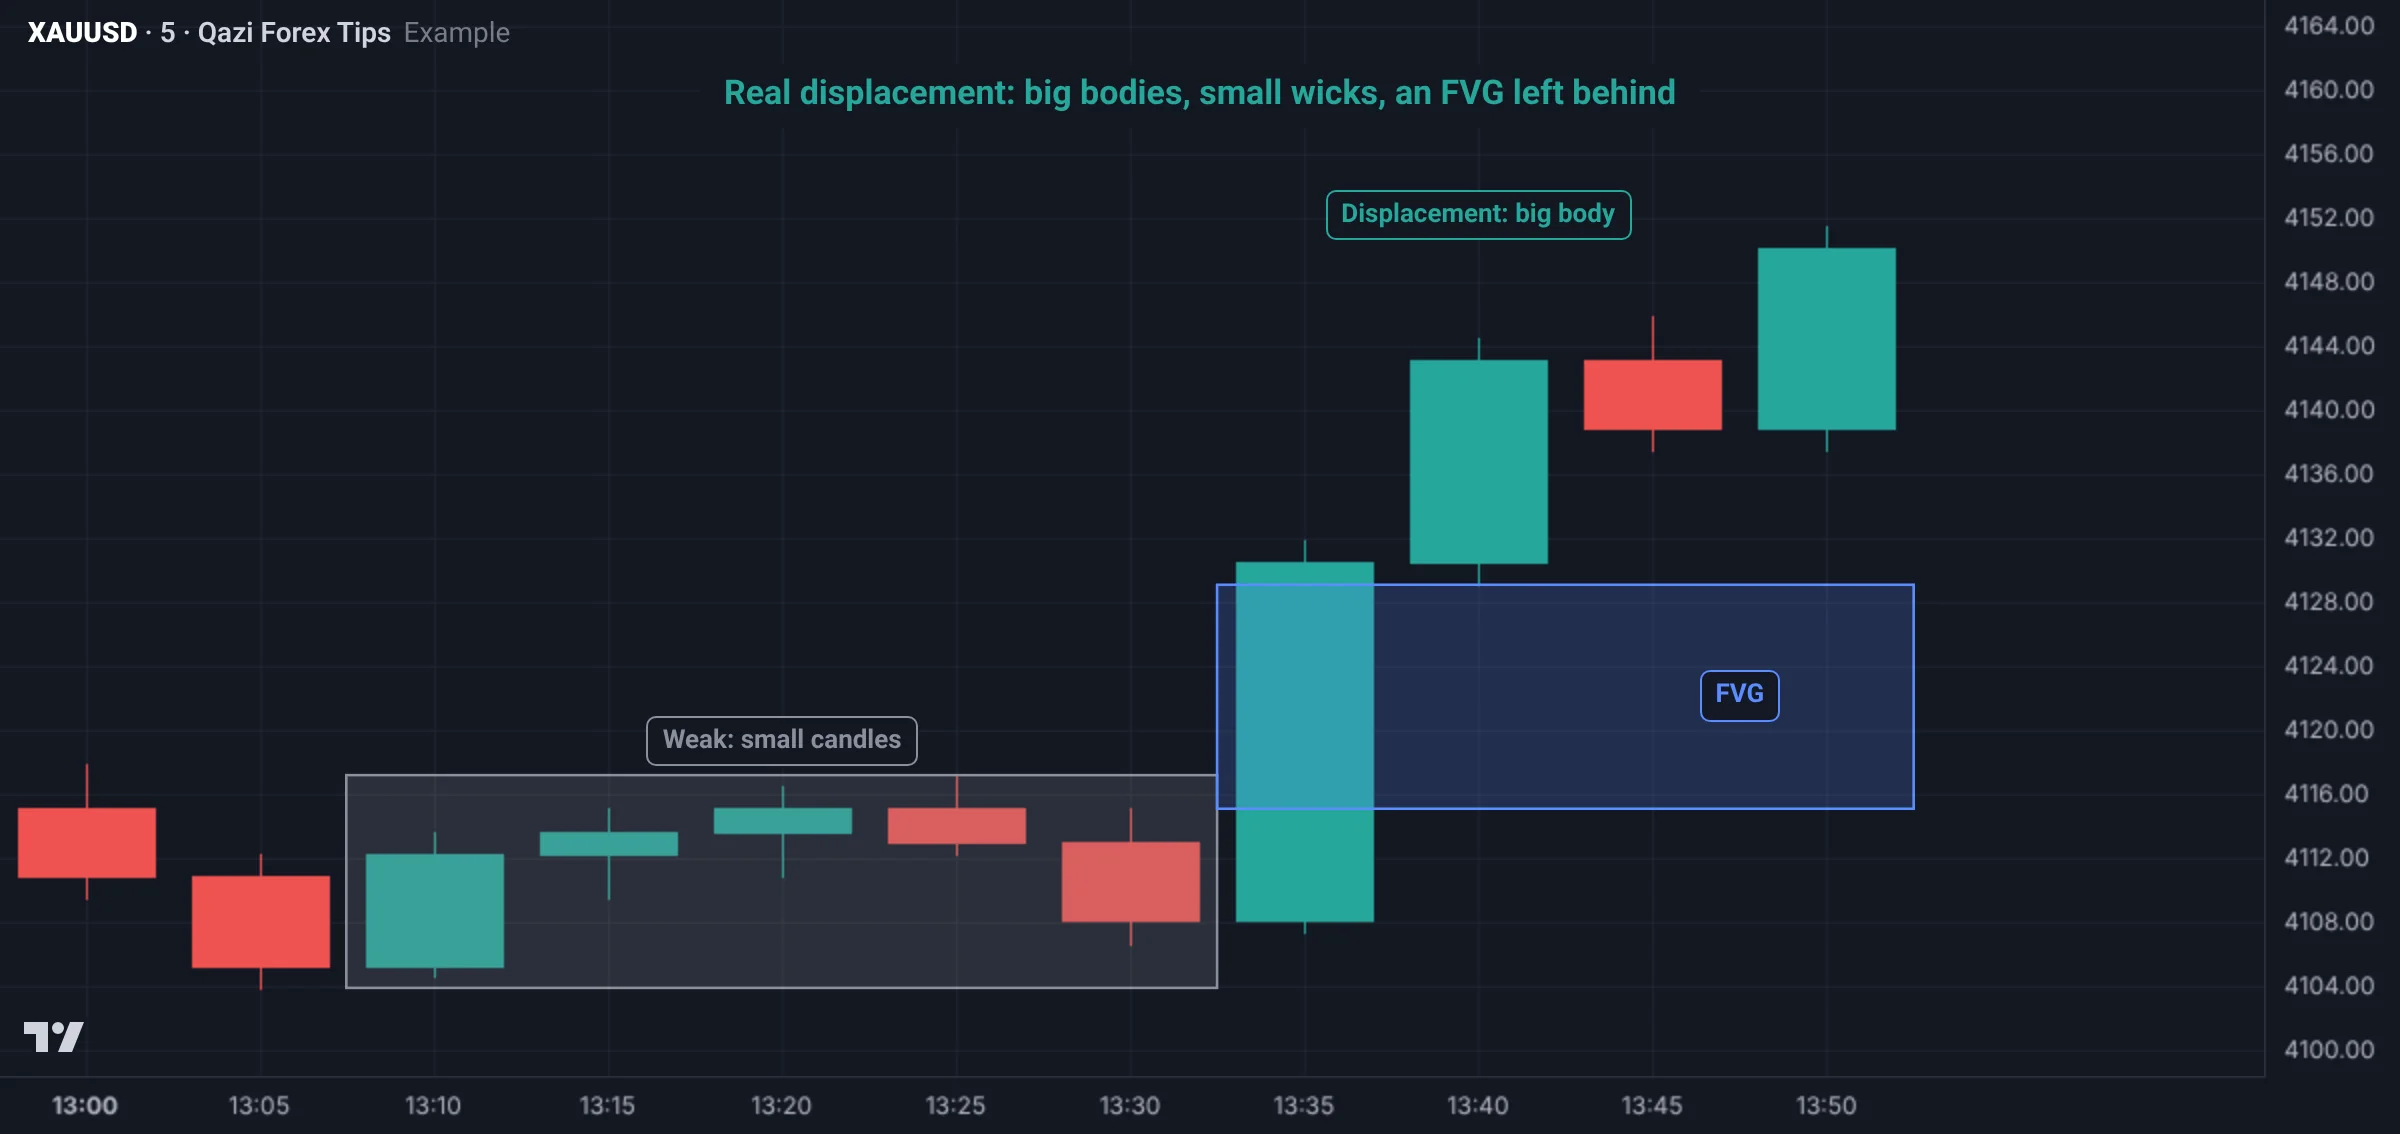 XAUUSD · 5 · Qazi Forex Tips Example
Real displacement: big bodies, small wicks, an FVG left behind
Displacement: big body
FVG
Weak: small candles
4164.00
4160.00
4156.00
4152.00
4148.00
4144.00
4140.00
4136.00
4132.00
4128.00
4124.00
4120.00
4116.00
4112.00
4108.00
4104.00
4100.00
13:00 13:05 13:10 13:15 13:20 13:25 13:30 13:35 13:40 13:45 13:50